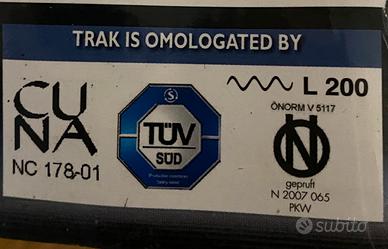 TRAK IS OMOLOGATED BY
CU
NA
NC 178-01
S
TÜV
SÜD
L 200
ÖNORM V 5117
N
geprüft
N 2007 065
PKW
subito